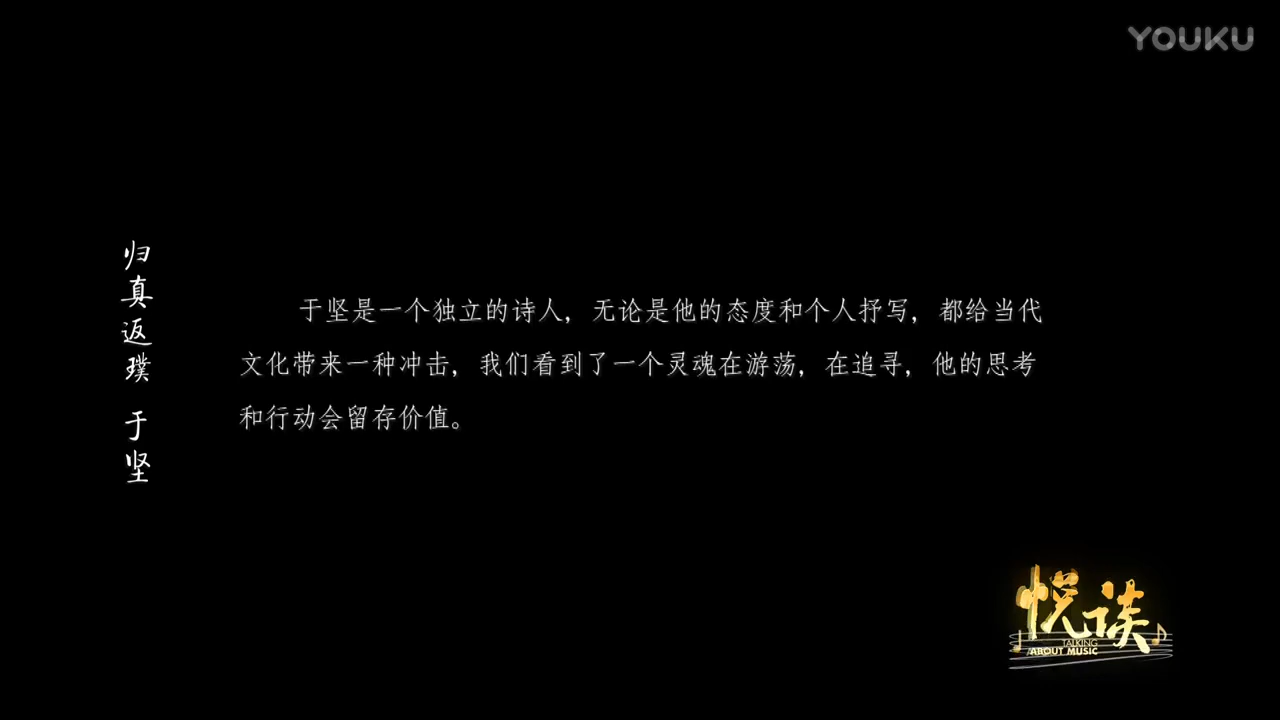 YOUKU
归真返璞 于坚
于坚是一个独立的诗人，无论是他的态度和个人抒写，都给当代
文化带来一种冲击，我们看到了一个灵魂在游荡，在追寻，他的思考
和行动会留存价值。
悦谈
TALKING
ABOUT MUSIC